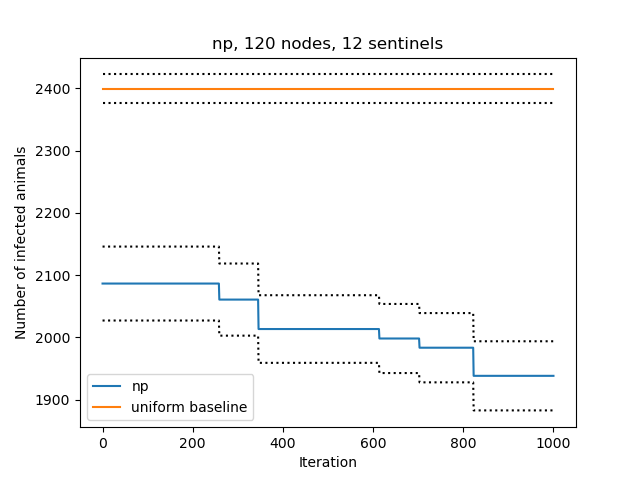 np, 120 nodes, 12 sentinels
2400
2300
2200
2100
2000
1900
Number of infected animals
np
uniform baseline
0
200
400
600
800
1000
Iteration